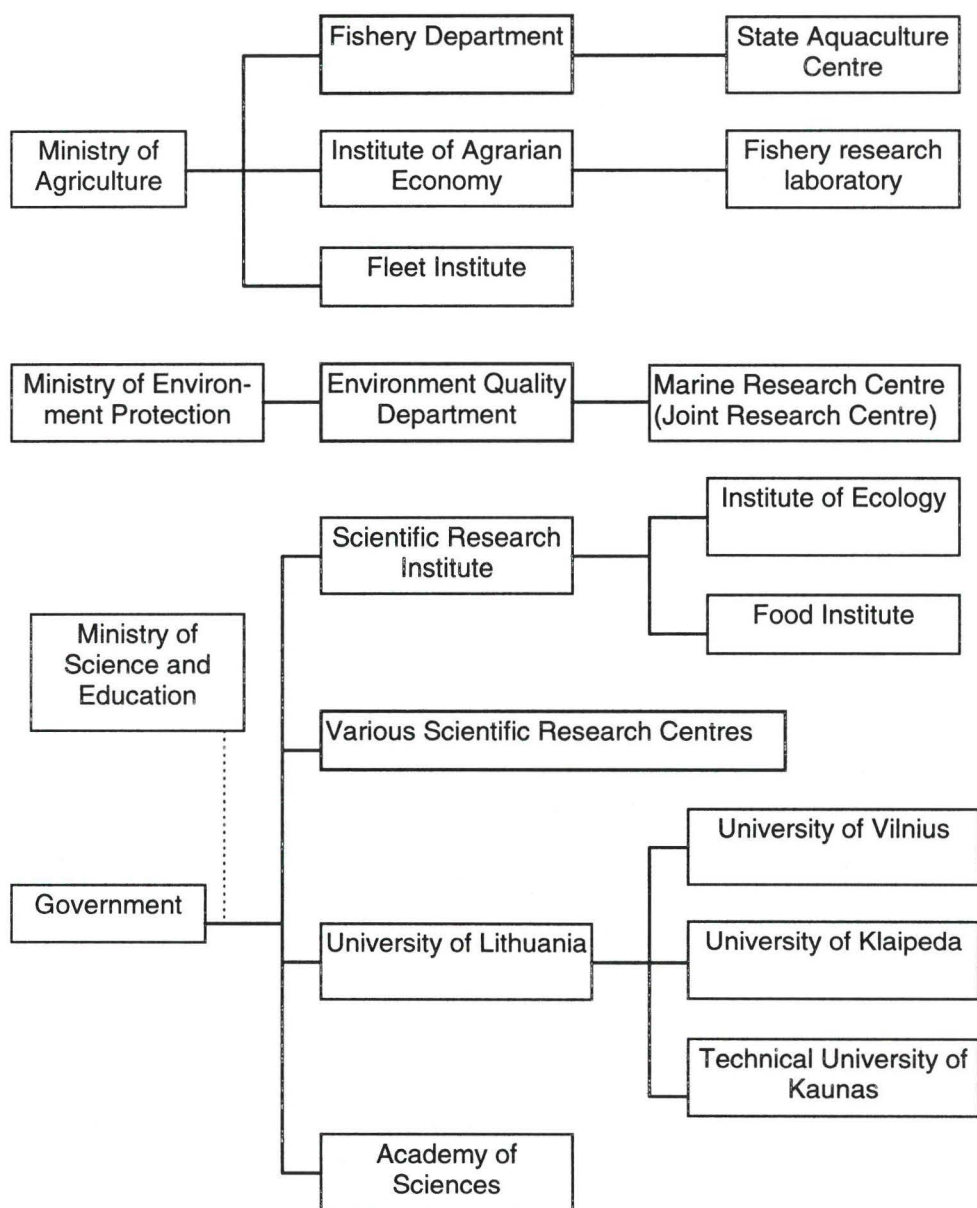 Fishery Department
State Aquaculture
Centre
Ministry of
Agriculture
Institute of Agrarian
Economy
Fishery research
laboratory
Fleet Institute
Ministry of Environ-
ment Protection
Environment Quality
Department
Marine Research Centre
(Joint Research Centre)
Scientific Research
Institute
Institute of Ecology
Food Institute
Ministry of
Science and
Education
Various Scientific Research Centres
Government
University of Lithuania
University of Vilnius
University of Klaipeda
Technical University of
Kaunas
Academy of
Sciences